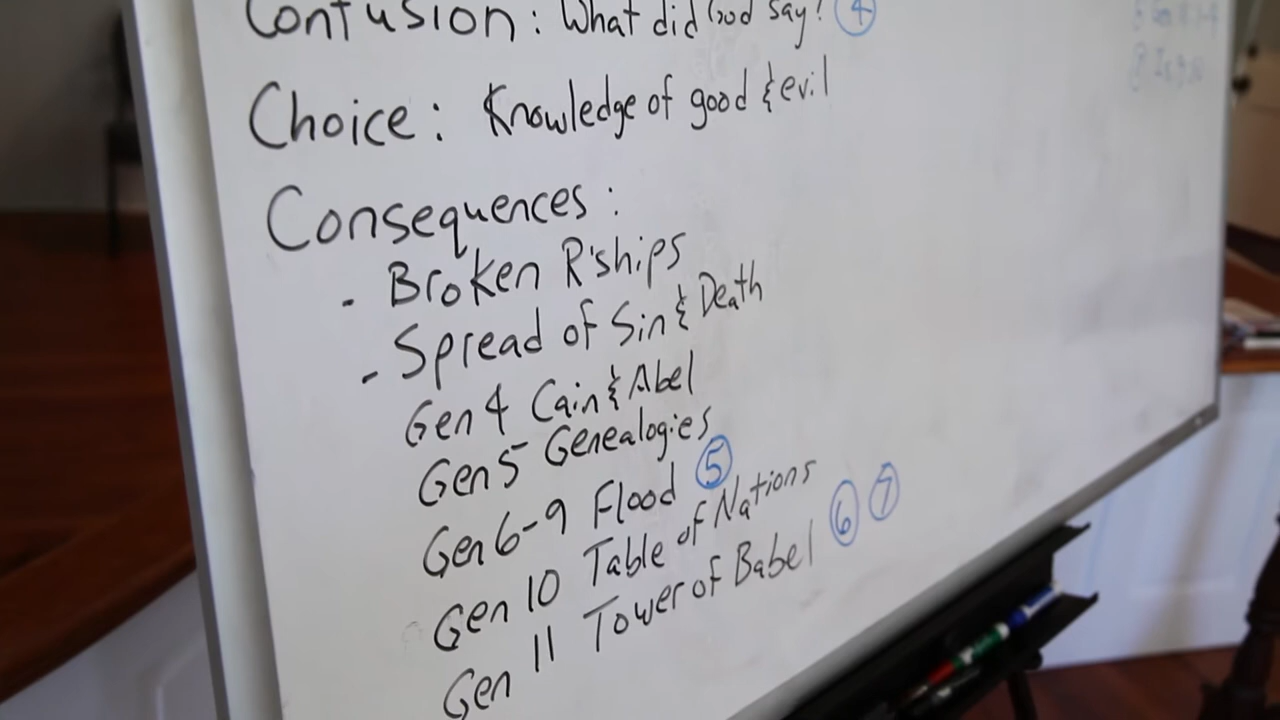 Confusion: What did God say? ④
Choice: Knowledge of good & evil
Consequences:
- Broken R'ships
- Spread of Sin & Death
Gen 4 Cain & Abel
Gen 5 Genealogies
Gen 6-9 Flood ⑤
Gen 10 Table of Nations
Gen 11 Tower of Babel ⑥ ⑦